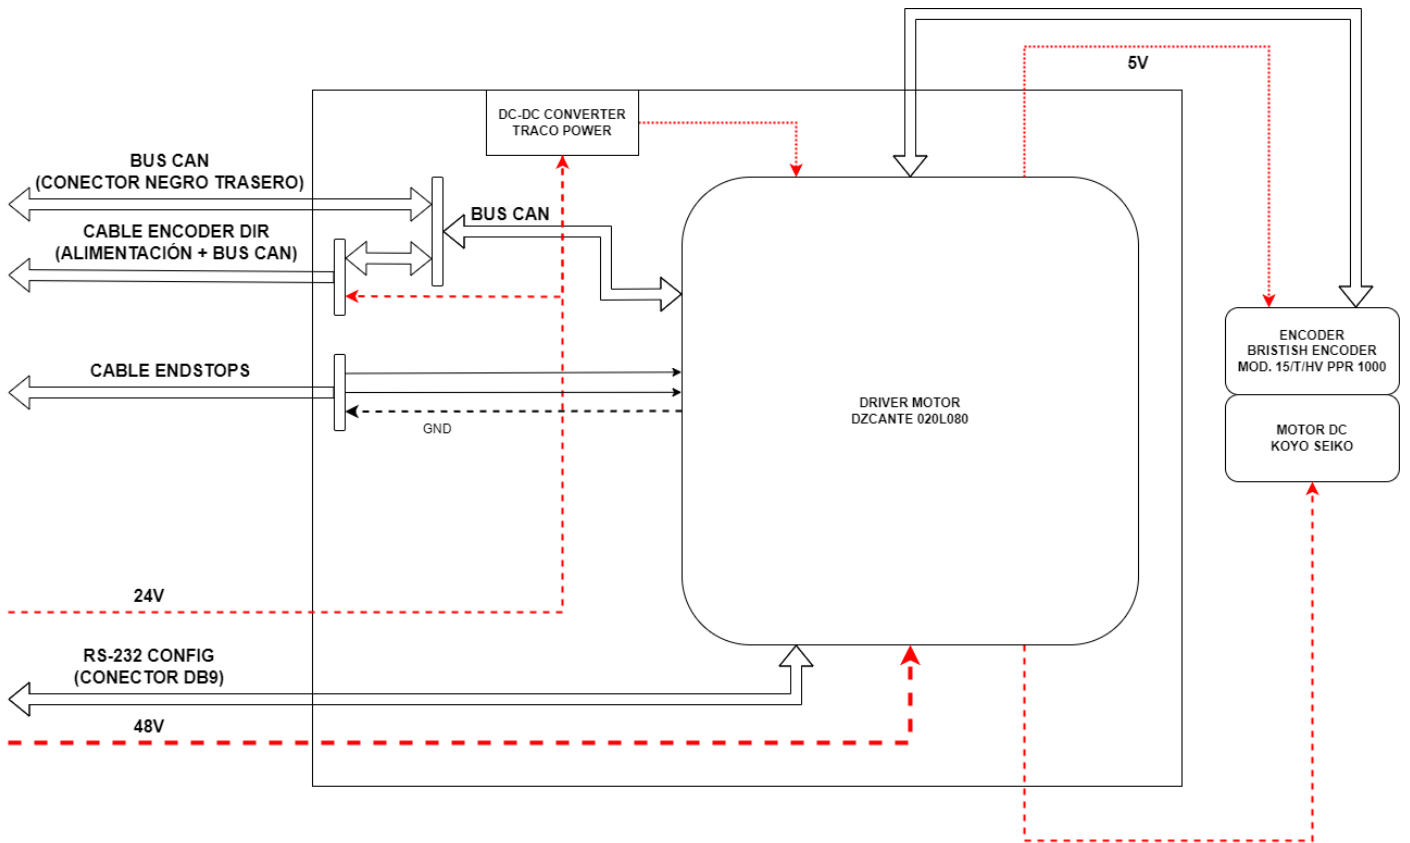 5V
DC-DC CONVERTER
TRACO POWER
BUS CAN
(CONECTOR NEGRO TRASERO)
BUS CAN
CABLE ENCODER DIR
(ALIMENTACIÓN + BUS CAN)
ENCODER
BRISTISH ENCODER
MOD. 15/T/HV PPR 1000
CABLE ENDSTOPS
DRIVER MOTOR
DZCANTE 020L080
GND
MOTOR DC
KOYO SEIKO
24V
RS-232 CONFIG
(CONECTOR DB9)
48V